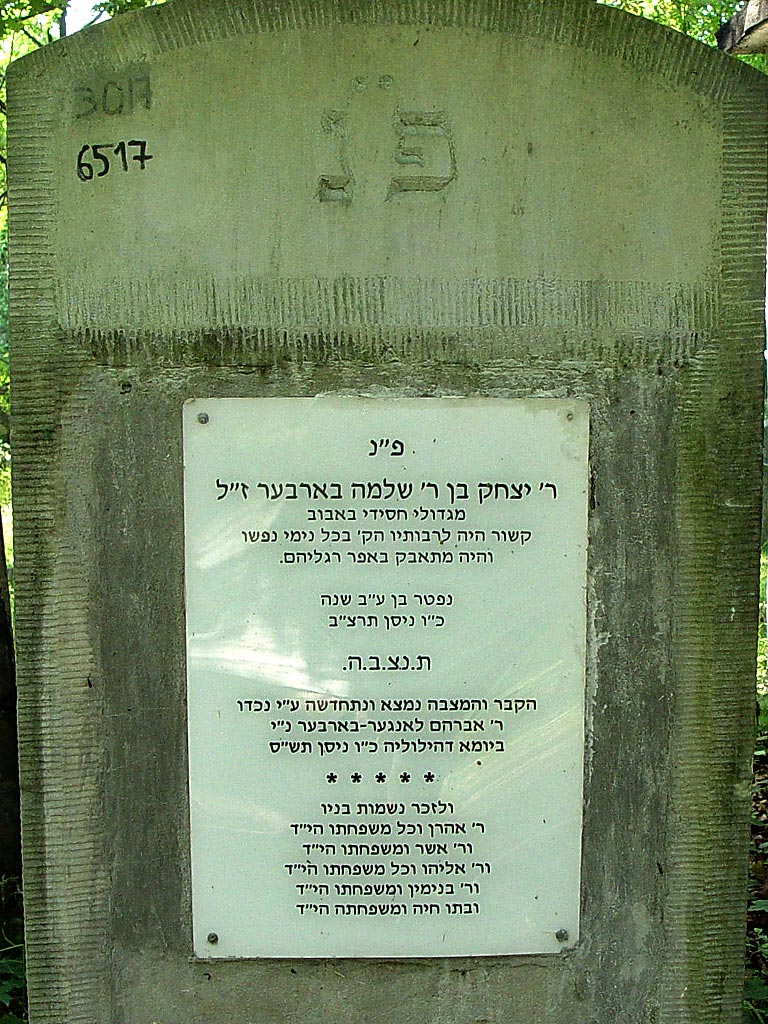 3017
6517
פ"נ
פ״נ
ר׳ יצחק בן ר׳ שלמה בארבער ז״ל
מגדולי חסידי באבוב
קשור היה לרבותיו הק׳ בכל נימי נפשו
והיה מתאבק באפר רגליהם.
נפטר בן ע״ב שנה
כ״ו ניסן תרצ״ב
ת.נ.צ.ב.ה.
הקבר והמצבה נמצא ונתחדשה ע״י נכדו
ר׳ אברהם לאנגער-בארבער נ״י
ביומא דהילוליה כ״ו ניסן תש״ס
* * * * *
ולזכר נשמות בניו
ר׳ אהרן וכל משפחתו הי״ד
ור׳ אשר ומשפחתו הי״ד
ור׳ אליהו וכל משפחתו הי״ד
ור׳ בנימין ומשפחתו הי״ד
ובתו חיה ומשפחתה הי״ד